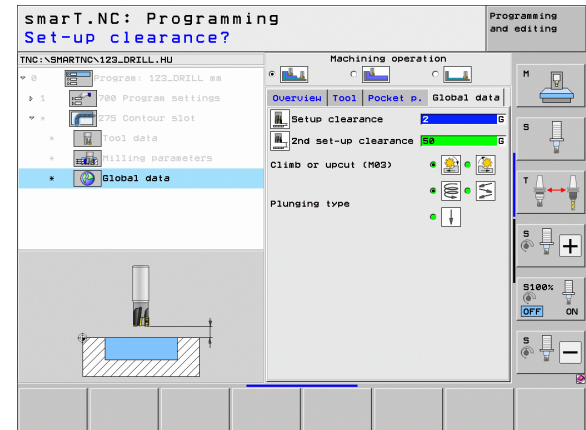 smarT.NC: Programming
Set-up clearance?
Programming
and editing
TNC:\SMARTNC\123_DRILL.HU
0 Program: 123_DRILL mm
1 700 Program settings
* 275 Contour slot
* Tool data
* Milling parameters
* Global data
Machining operation
Overview Tool Pocket p. Global data
Setup clearance 2 G
2nd set-up clearance 50 G
Climb or upcut (M03)
Plunging type
M
S
T
S
S100%
OFF ON
S